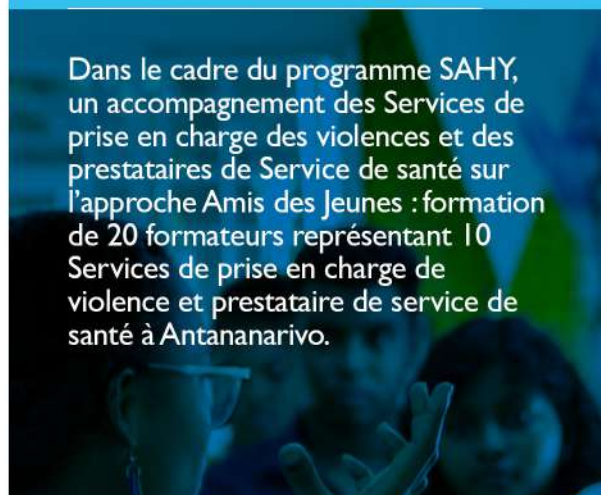 Dans le cadre du programme SAHY,
un accompagnement des Services de
prise en charge des violences et des
prestataires de Service de santé sur
l'approche Amis des Jeunes : formation
de 20 formateurs représentant 10
Services de prise en charge de
violence et prestataire de service de
santé à Antananarivo.